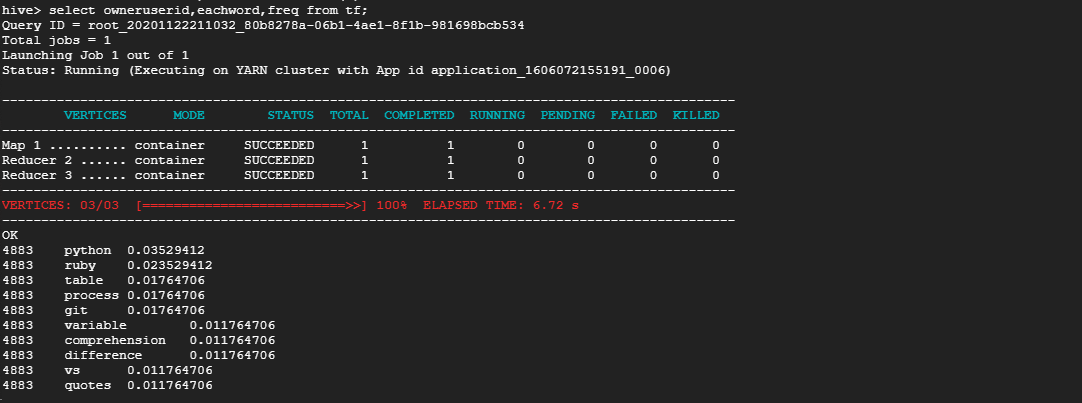 hive> select owneruserid,eachword,freq from tf;
Query ID = root_20201122211032_80b8278a-06b1-4ae1-8f1b-981698bcb534
Total jobs = 1
Launching Job 1 out of 1
Status: Running (Executing on YARN cluster with App id application_1606072155191_0006)
----------------------------------------------------------------------------------------------
        VERTICES      MODE        STATUS  TOTAL  COMPLETED  RUNNING  PENDING  FAILED  KILLED
----------------------------------------------------------------------------------------------
Map 1 .......... container     SUCCEEDED      1          1        0        0       0       0
Reducer 2 ...... container     SUCCEEDED      1          1        0        0       0       0
Reducer 3 ...... container     SUCCEEDED      1          1        0        0       0       0
----------------------------------------------------------------------------------------------
VERTICES: 03/03  [==========================>>] 100%  ELAPSED TIME: 6.72 s
----------------------------------------------------------------------------------------------
OK
4883    python  0.03529412
4883    ruby    0.023529412
4883    table   0.01764706
4883    process 0.01764706
4883    git     0.01764706
4883    variable        0.011764706
4883    comprehension   0.011764706
4883    difference      0.011764706
4883    vs      0.011764706
4883    quotes  0.011764706